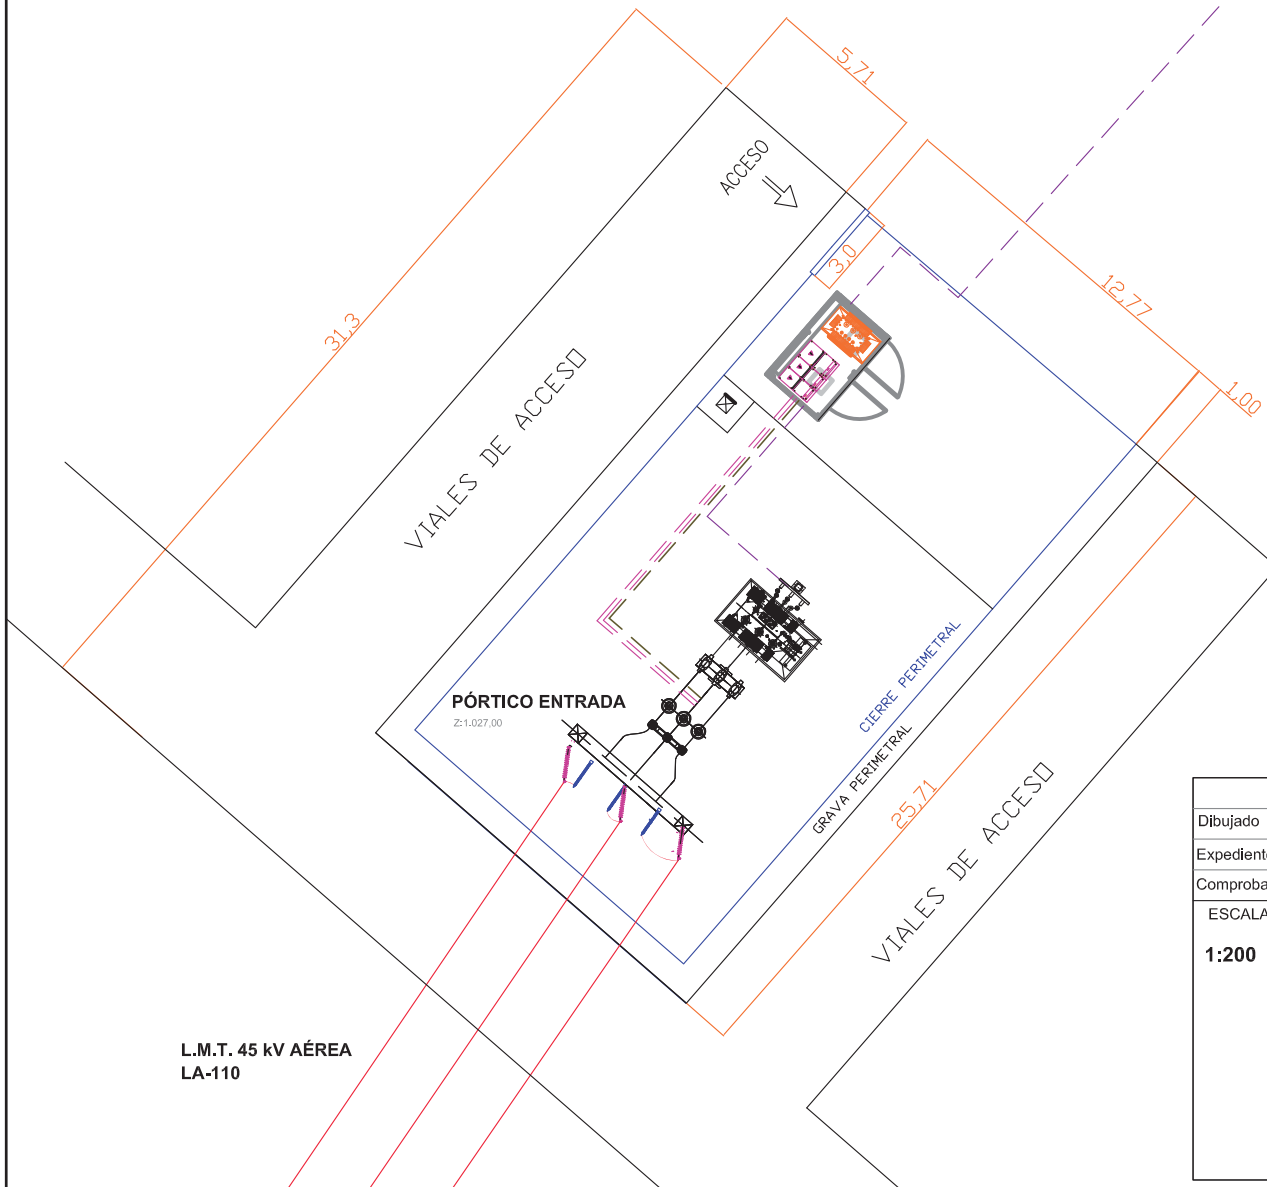 5,71
ACCESO
31,3
3,0
12,77
1,00
VIALES DE ACCESO
PÓRTICO ENTRADA
Z:1.027,00
CIERRE PERIMETRAL
GRAVA PERIMETRAL
25,71
VIALES DE ACCESO
L.M.T. 45 kV AÉREA
LA-110
Dibujado
Expediente
Comproba
ESCALA
1:200